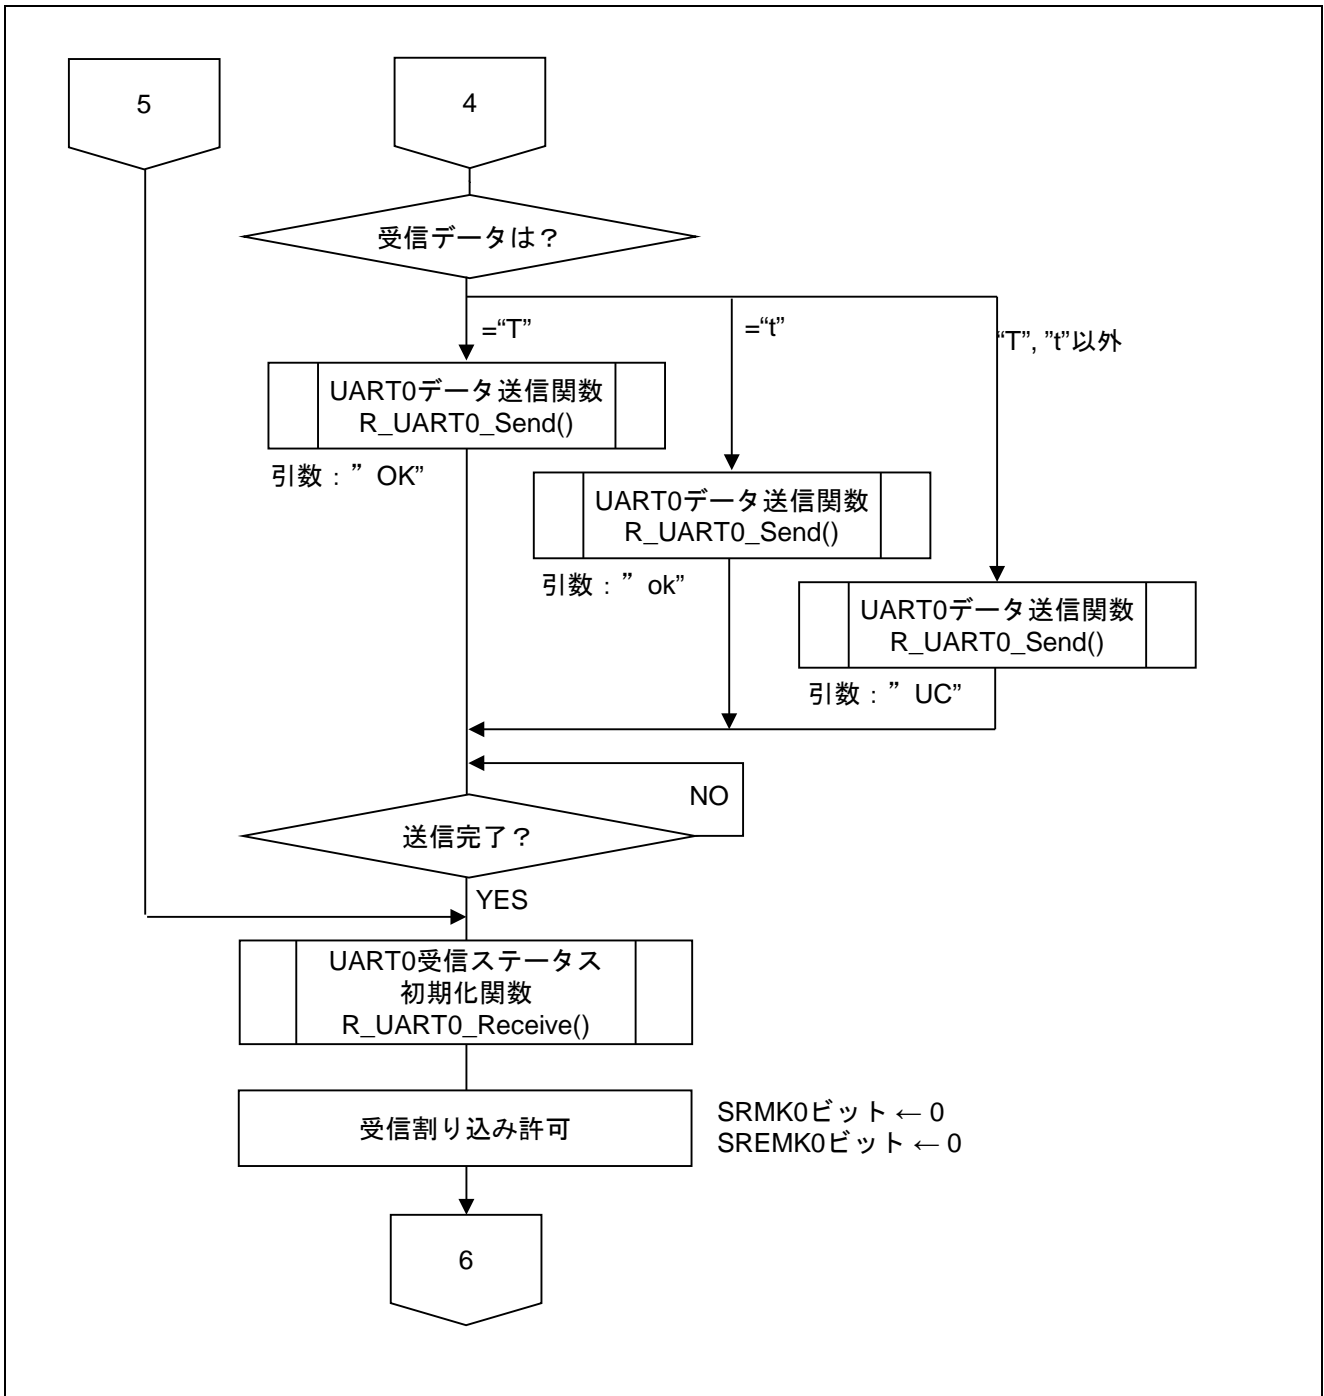 5
4
受信データは？
=“T”
=“t”
“T”, ”t”以外
UART0データ送信関数
R_UART0_Send()
引数：”OK”
UART0データ送信関数
R_UART0_Send()
引数：”ok”
UART0データ送信関数
R_UART0_Send()
引数：”UC”
NO
送信完了？
YES
UART0受信ステータス
初期化関数
R_UART0_Receive()
受信割り込み許可
SRMK0ビット ← 0
SREMK0ビット ← 0
6